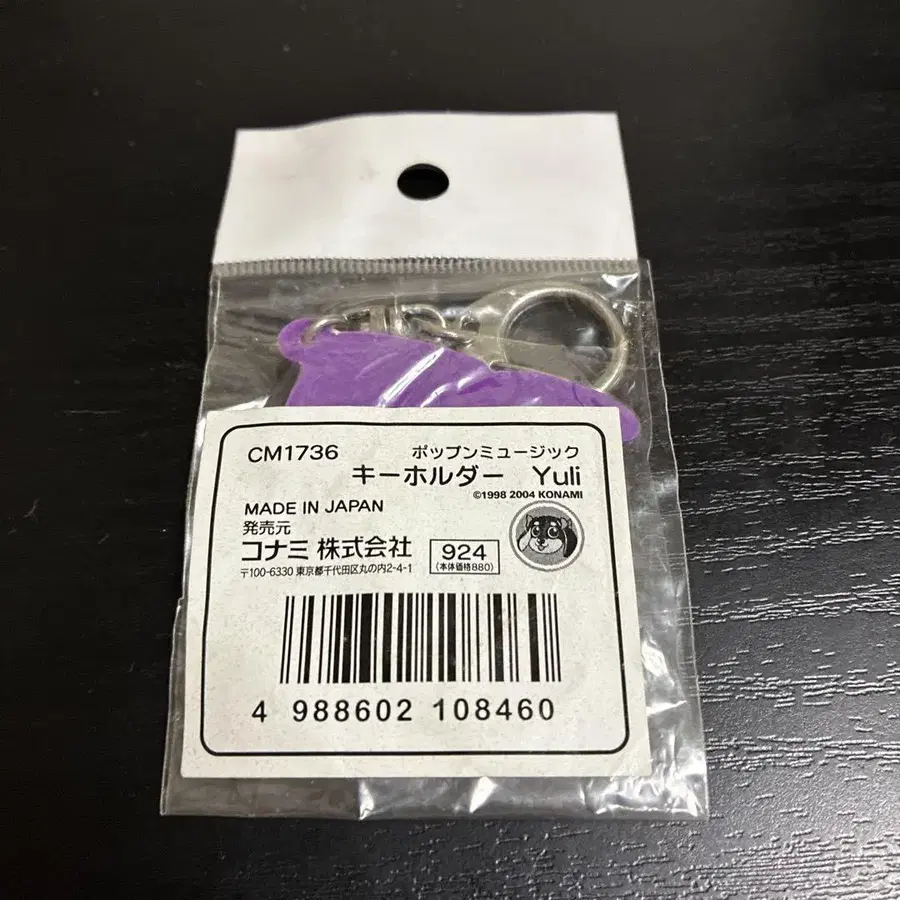 CM1736 ポップンミュージック
キーホルダー Yuli
©1998 2004 KONAMI
MADE IN JAPAN
発売元
コナミ 株式会社
〒100-6330 東京都千代田区丸の内2-4-1
924
(本体価格880)
4 988602 108460